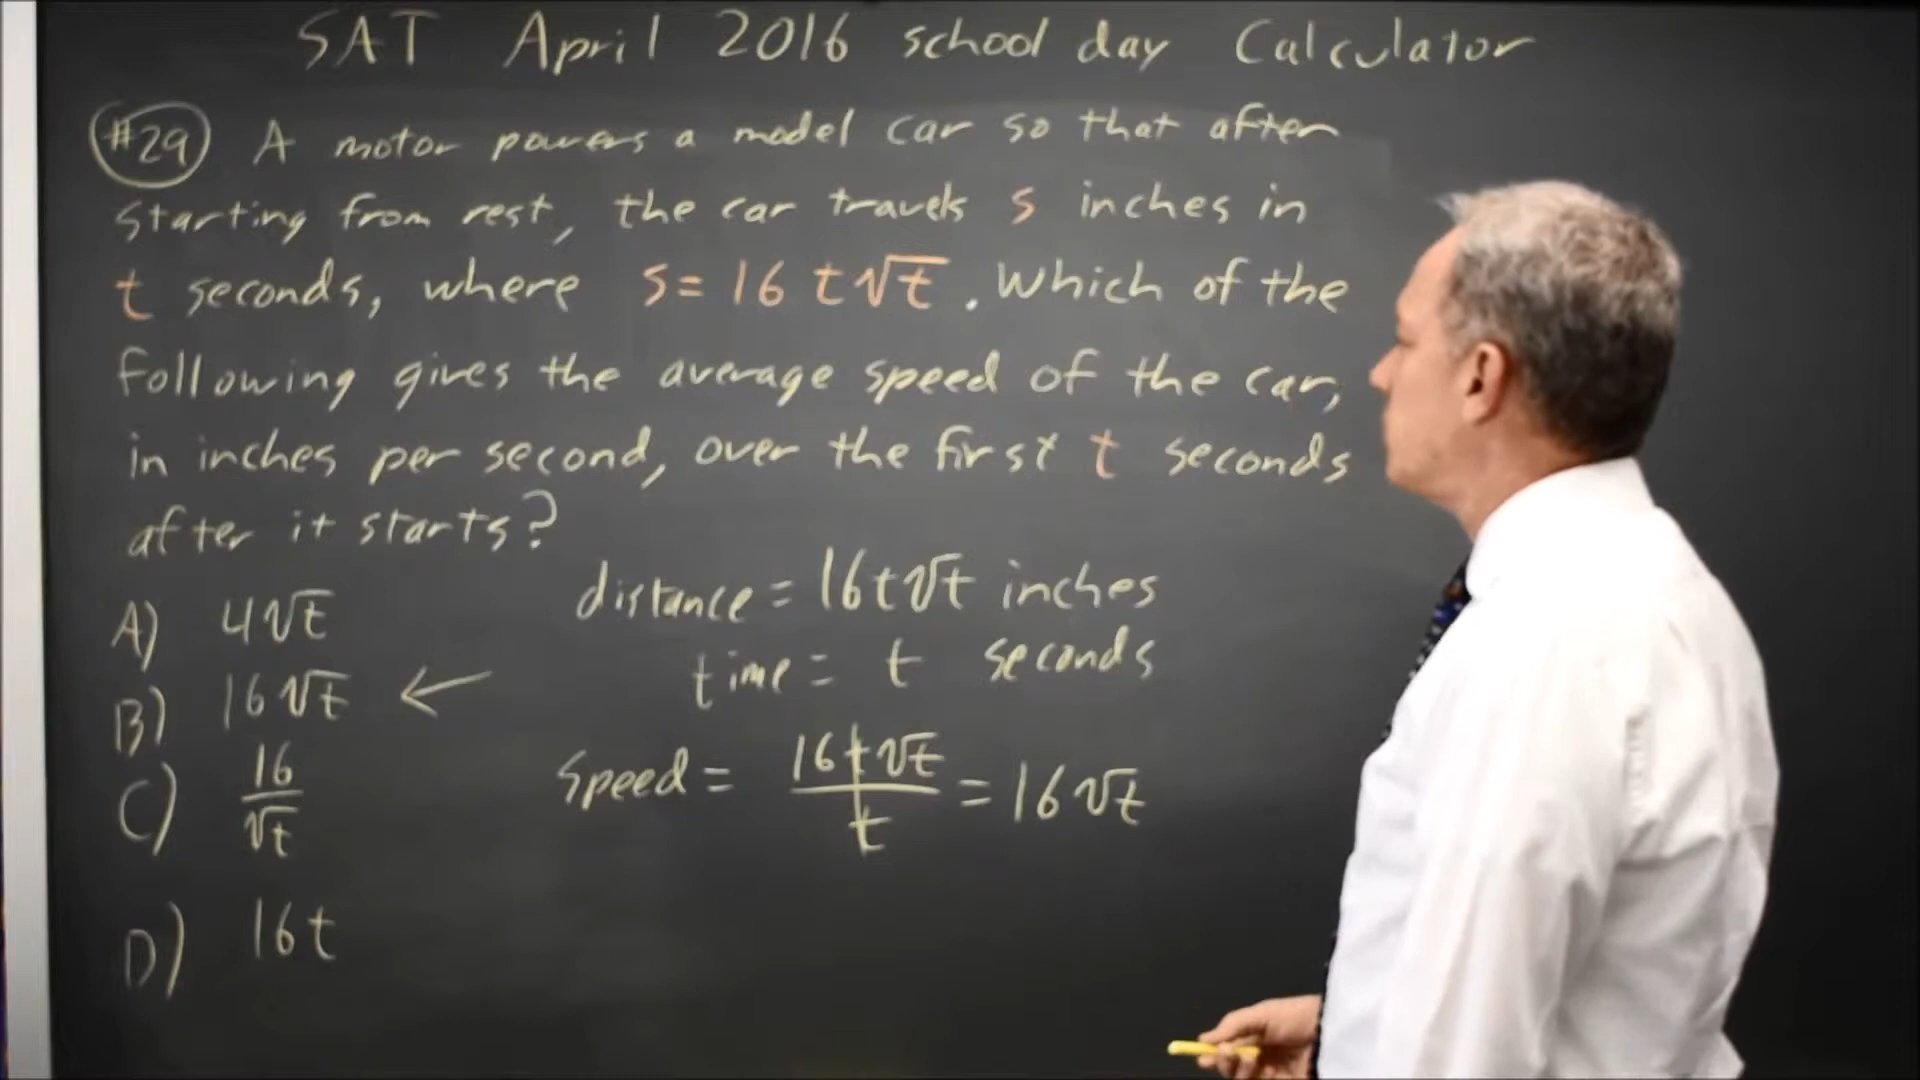 SAT April 2016 school day Calculator
#29 A motor powers a model car so that after
starting from rest, the car travels s inches in
t seconds, where s = 16 t√t. Which of the
following gives the average speed of the car,
in inches per second, over the first t seconds
after it starts?
A) 4√t
B) 16√t ←
C) 16/√t
D) 16t
distance = 16t√t inches
time = t seconds
Speed = 16t√t/t = 16√t